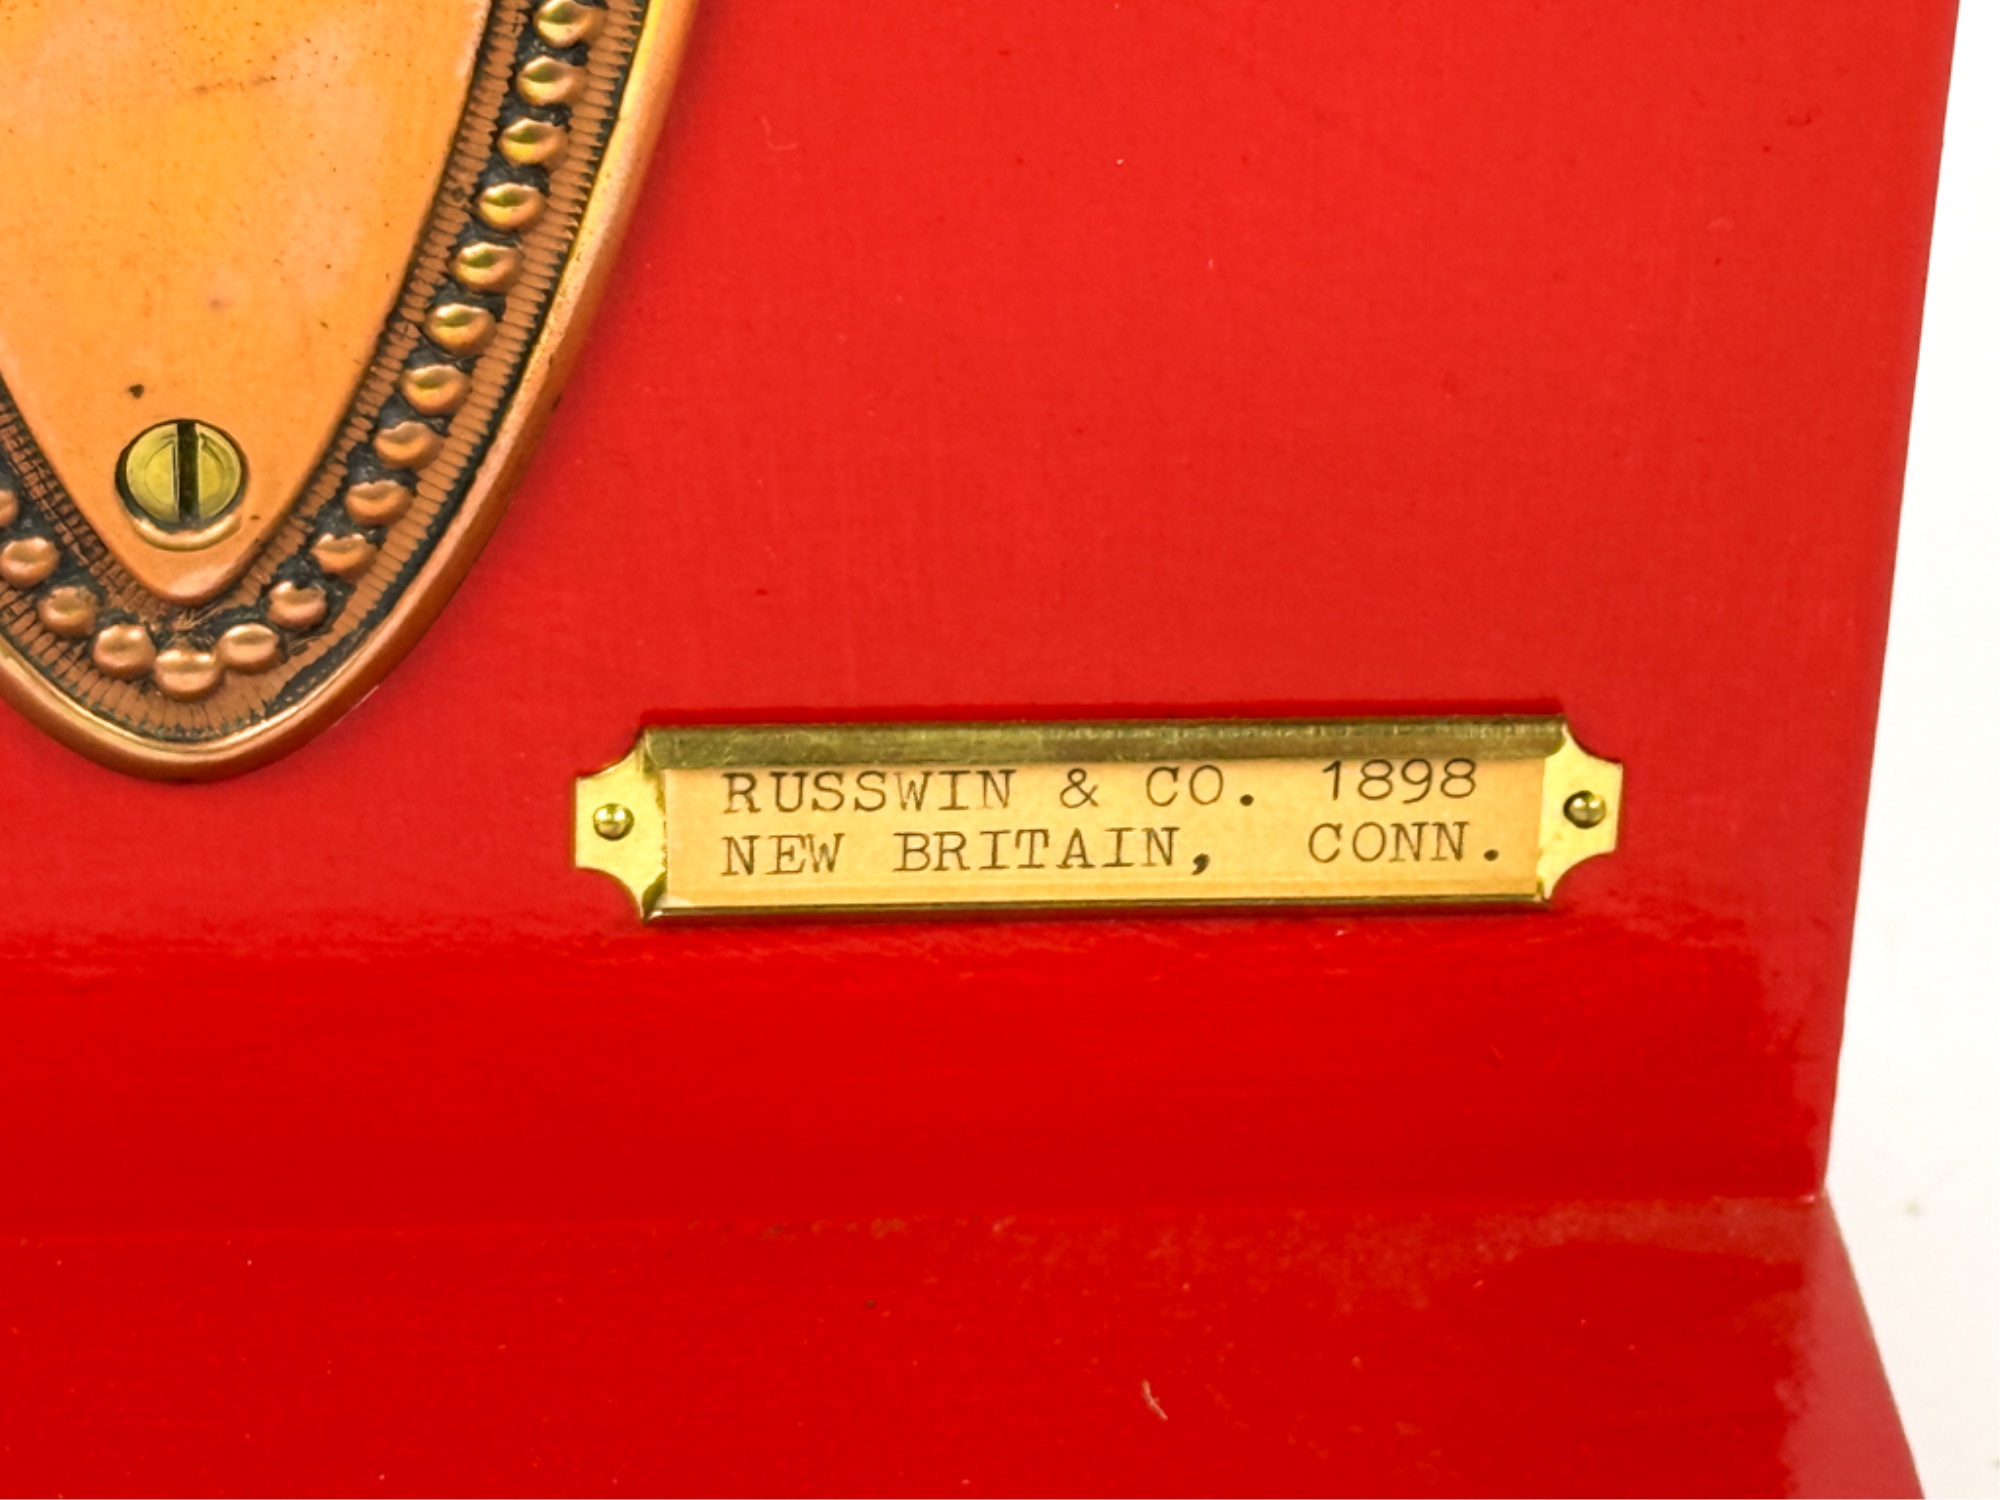 RUSSWIN & CO. 1898
NEW BRITAIN, CONN.